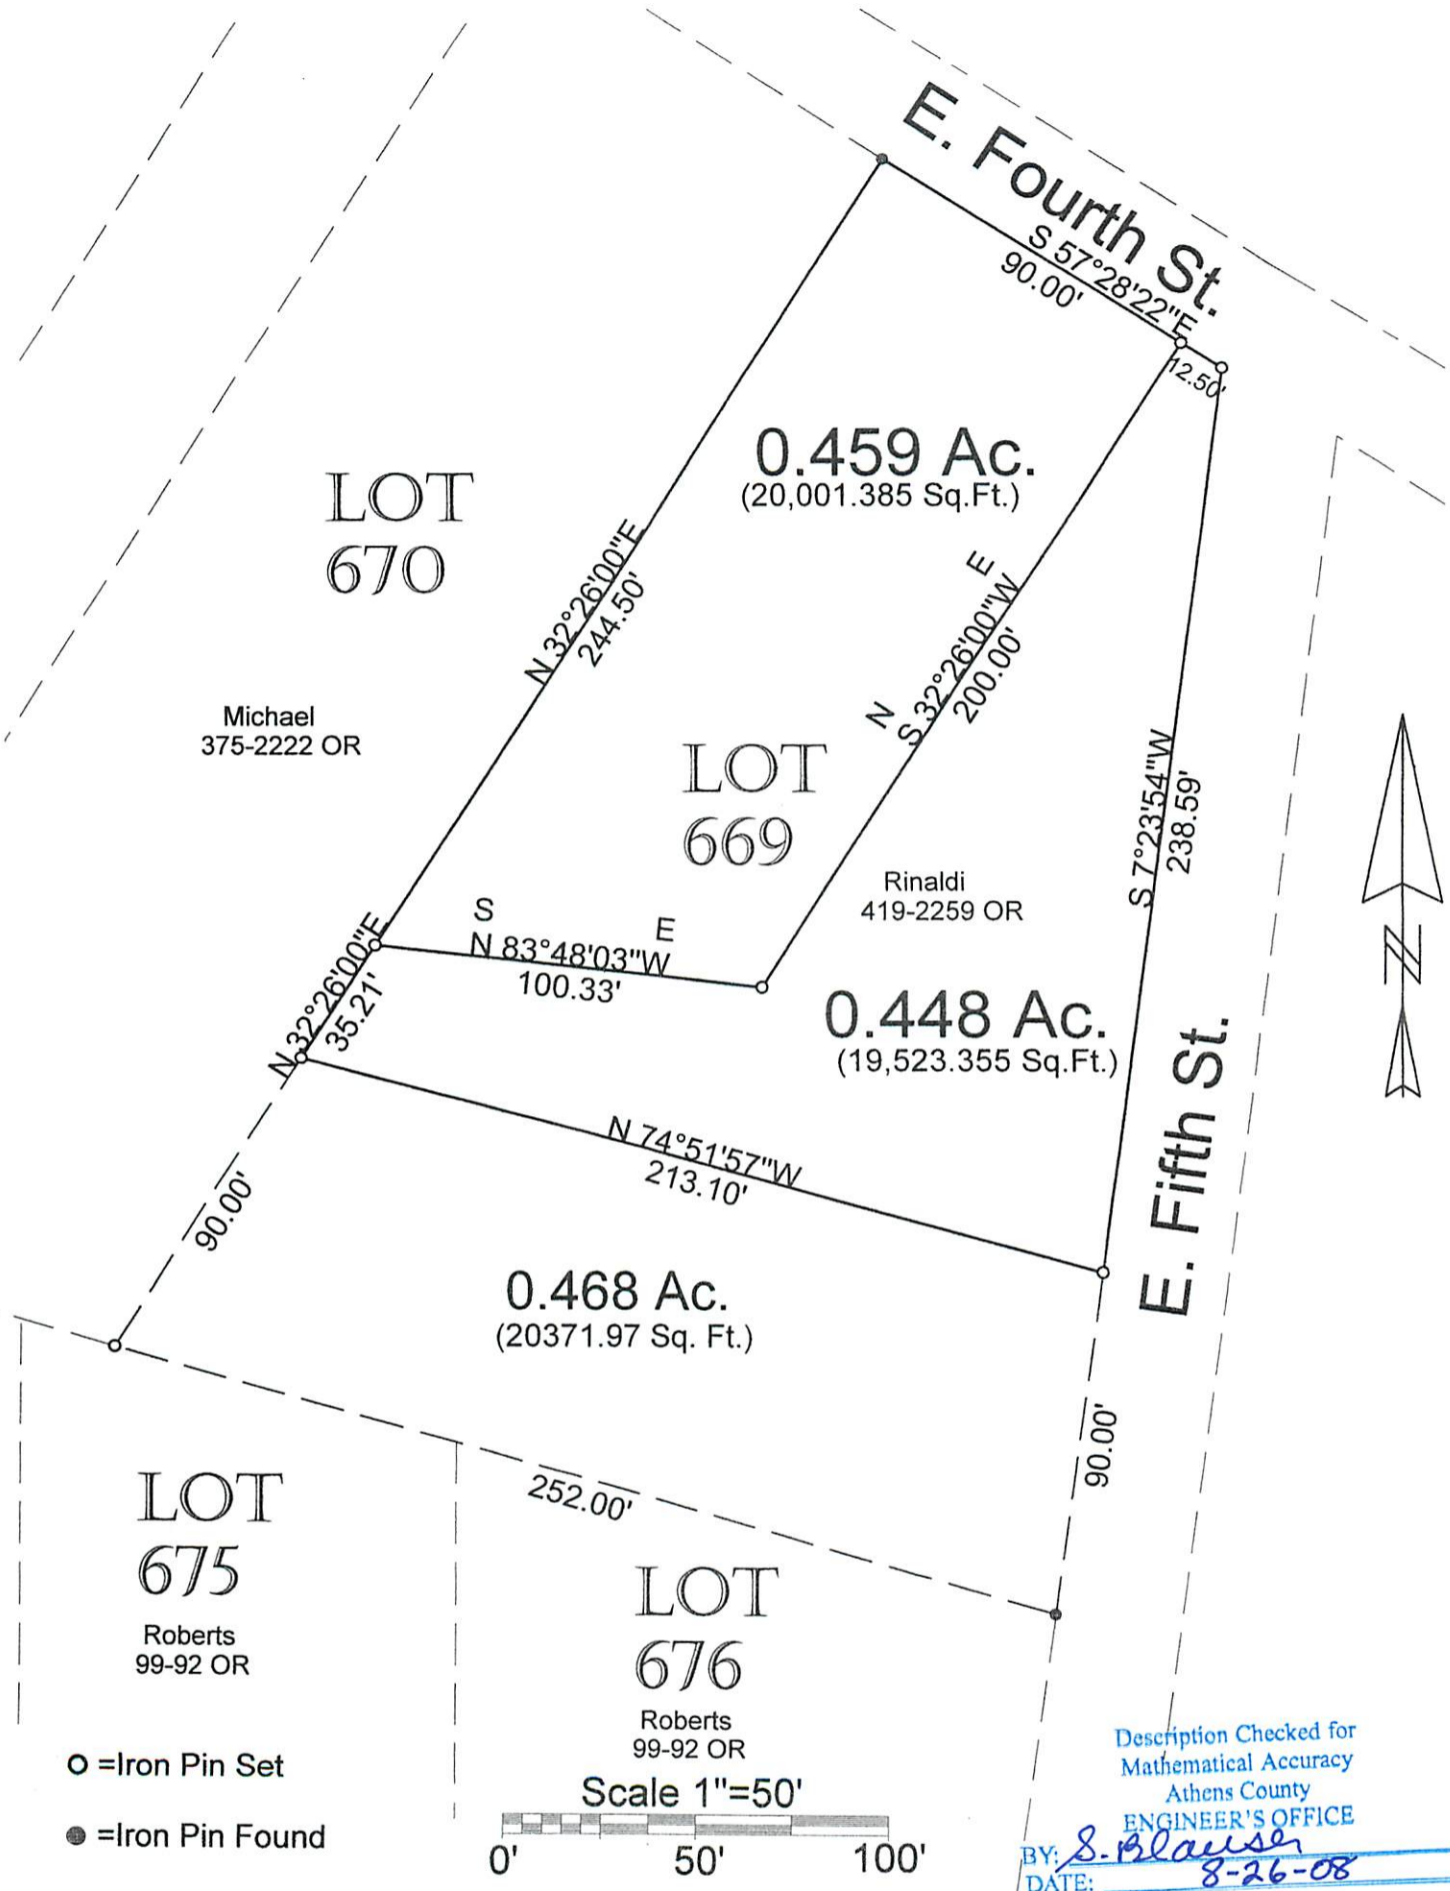 E. Fourth St.
S 57°28'22"E
90.00'
12.50'
0.459 Ac.
(20,001.385 Sq.Ft.)
LOT
670
N 32°26'00"E
244.50'
N E
S 32°26'00"W
200.00'
Michael
375-2222 OR
LOT
669
S 7°23'54"W
238.59'
Rinaldi
419-2259 OR
S E
N 83°48'03"W
100.33'
N 32°26'00"E
35.21'
N
0.448 Ac.
(19,523.355 Sq.Ft.)
E. Fifth St.
N 74°51'57"W
213.10'
90.00'
0.468 Ac.
(20371.97 Sq. Ft.)
90.00'
252.00'
LOT
675
Roberts
99-92 OR
LOT
676
Roberts
99-92 OR
=Iron Pin Set
=Iron Pin Found
Scale 1"=50'
0' 50' 100'
Description Checked for
Mathematical Accuracy
Athens County
ENGINEER'S OFFICE
BY: S. Blauser
DATE: 8-26-08